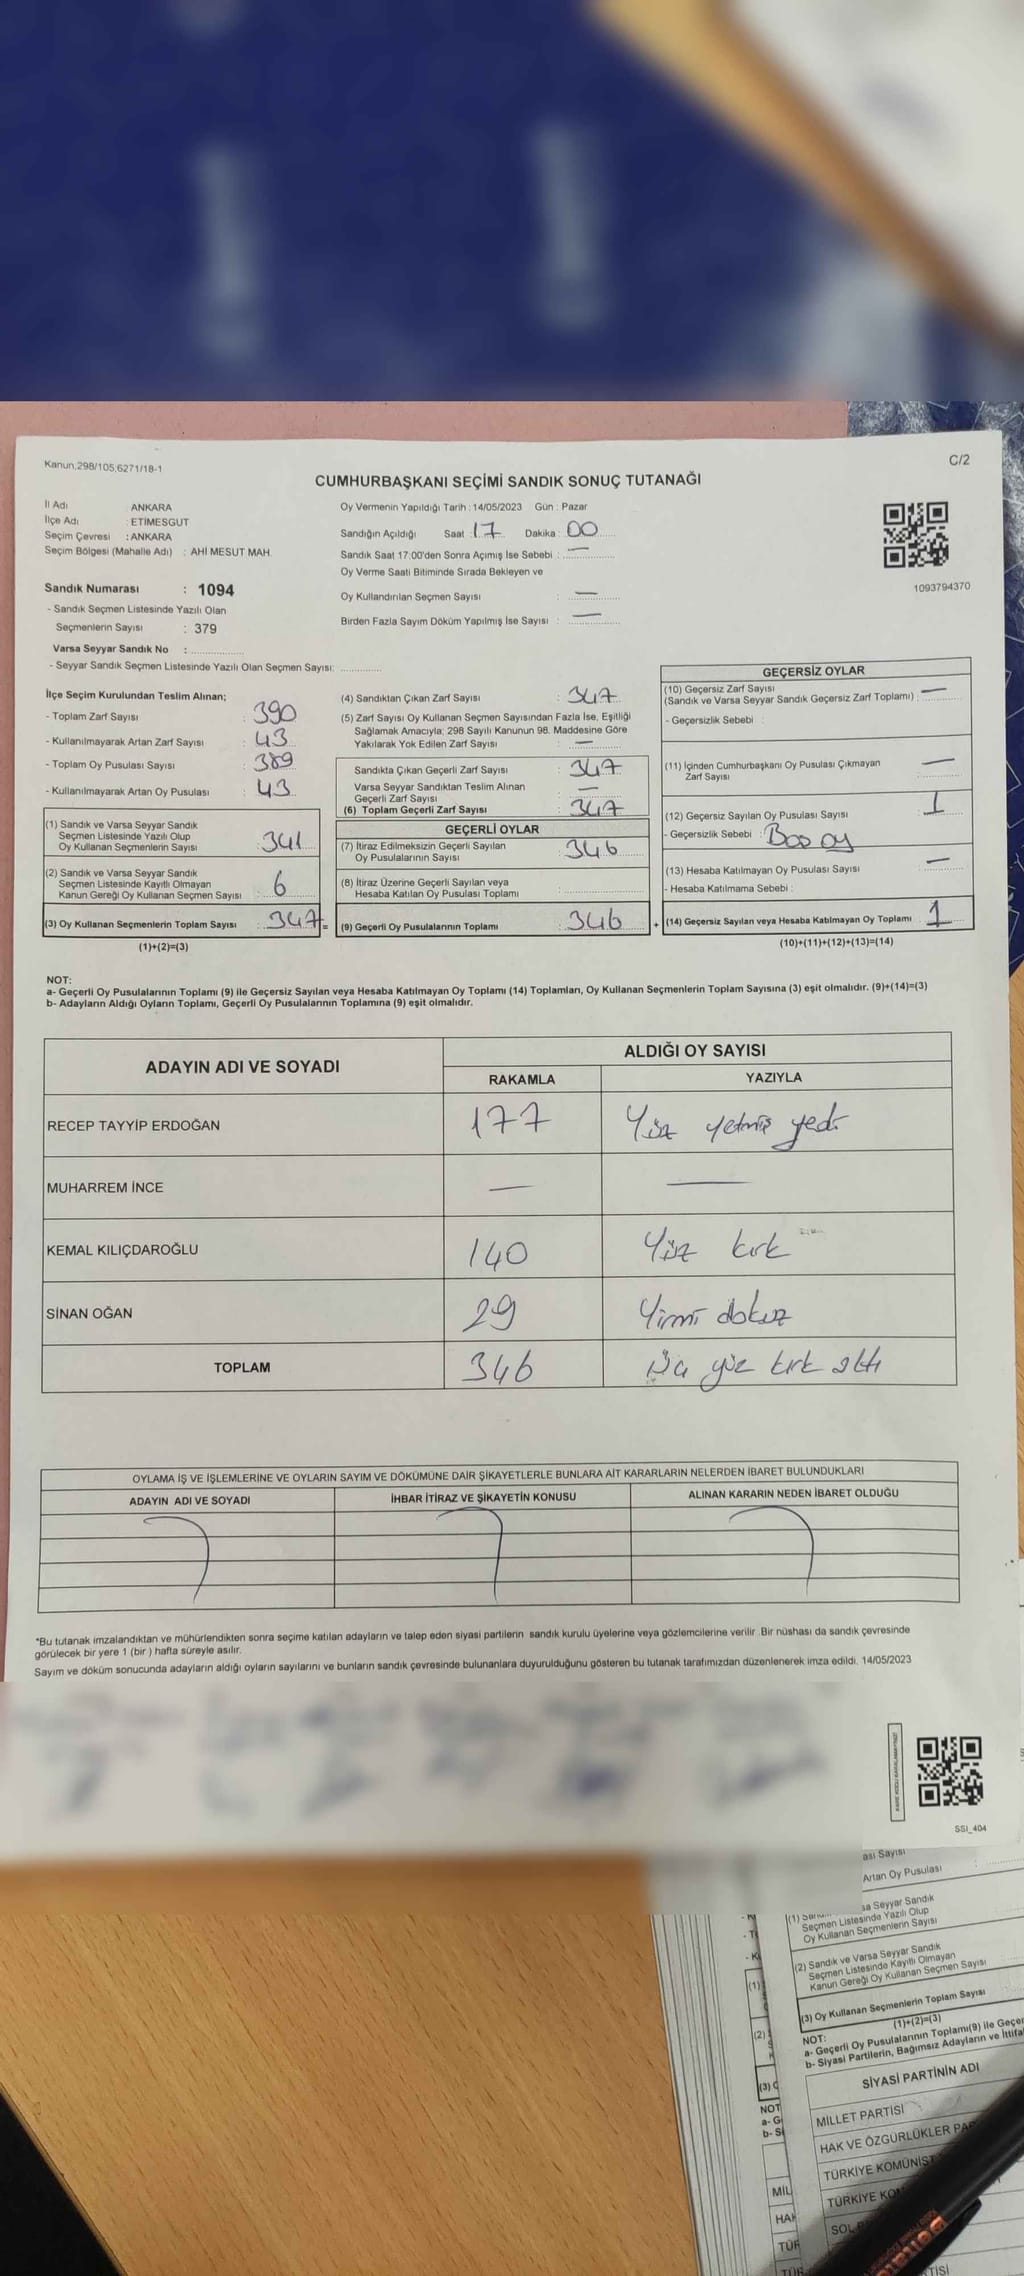 Kanun,298/105,6271/18-1
C/2
CUMHURBAŞKANI SEÇİMİ SANDIK SONUÇ TUTANAĞI
İl Adı ANKARA
İlçe Adı : ETİMESGUT
Seçim Çevresi : ANKARA
Seçim Bölgesi (Mahalle Adı) : AHİ MESUT MAH.
Oy Vermenin Yapıldığı Tarih : 14/05/2023 Gün : Pazar
Sandığın Açıldığı Saat 17 Dakika : 00
Sandık Saat 17:00'den Sonra Açımış İse Sebebi : —
Oy Verme Saati Bitiminde Sırada Bekleyen ve
Oy Kullandırılan Seçmen Sayısı : —
Birden Fazla Sayım Döküm Yapılmış İse Sayısı : —
1093794370
Sandık Numarası : 1094
- Sandık Seçmen Listesinde Yazılı Olan
Seçmenlerin Sayısı : 379
Varsa Seyyar Sandık No :
- Seyyar Sandık Seçmen Listesinde Yazılı Olan Seçmen Sayısı:
İlçe Seçim Kurulundan Teslim Alınan;
- Toplam Zarf Sayısı : 390
- Kullanılmayarak Artan Zarf Sayısı : 43
- Toplam Oy Pusulası Sayısı : 389
- Kullanılmayarak Artan Oy Pusulası : 43
(1) Sandık ve Varsa Seyyar Sandık
Seçmen Listesinde Yazılı Olup
Oy Kullanan Seçmenlerin Sayısı : 341
(2) Sandık ve Varsa Seyyar Sandık
Seçmen Listesinde Kayıtlı Olmayan
Kanun Gereği Oy Kullanan Seçmen Sayısı : 6
(3) Oy Kullanan Seçmenlerin Toplam Sayısı : 347 =
(1)+(2)=(3)
(4) Sandıktan Çıkan Zarf Sayısı : 347
(5) Zarf Sayısı Oy Kullanan Seçmen Sayısından Fazla İse, Eşitliği
Sağlamak Amacıyla; 298 Sayılı Kanunun 98. Maddesine Göre
Yakılarak Yok Edilen Zarf Sayısı : —
Sandıkta Çıkan Geçerli Zarf Sayısı : 347
Varsa Seyyar Sandıktan Teslim Alınan
Geçerli Zarf Sayısı : —
(6) Toplam Geçerli Zarf Sayısı : 347
GEÇERLİ OYLAR
(7) İtiraz Edilmeksizin Geçerli Sayılan
Oy Pusulalarının Sayısı : 346
(8) İtiraz Üzerine Geçerli Sayılan veya
Hesaba Katılan Oy Pusulası Toplamı :
(9) Geçerli Oy Pusulalarının Toplamı : 346 +
GEÇERSİZ OYLAR
(10) Geçersiz Zarf Sayısı
(Sandık ve Varsa Seyyar Sandık Geçersiz Zarf Toplamı) : —
- Geçersizlik Sebebi :
(11) İçinden Cumhurbaşkanı Oy Pusulası Çıkmayan
Zarf Sayısı : —
(12) Geçersiz Sayılan Oy Pusulası Sayısı : 1
- Geçersizlik Sebebi : Boş oy
(13) Hesaba Katılmayan Oy Pusulası Sayısı : —
- Hesaba Katılmama Sebebi :
(14) Geçersiz Sayılan veya Hesaba Katılmayan Oy Toplamı : 1
(10)+(11)+(12)+(13)=(14)
NOT:
a- Geçerli Oy Pusulalarının Toplamı (9) ile Geçersiz Sayılan veya Hesaba Katılmayan Oy Toplamı (14) Toplamları, Oy Kullanan Seçmenlerin Toplam Sayısına (3) eşit olmalıdır. (9)+(14)=(3)
b- Adayların Aldığı Oyların Toplamı, Geçerli Oy Pusulalarının Toplamına (9) eşit olmalıdır.
ADAYIN ADI VE SOYADI
ALDIĞI OY SAYISI
RAKAMLA YAZIYLA
RECEP TAYYİP ERDOĞAN 177 Yüz yetmiş yedi
MUHARREM İNCE — —
KEMAL KILIÇDAROĞLU 140 Yüz kırk
SİNAN OĞAN 29 Yirmi dokuz
TOPLAM 346 Üç yüz kırk altı
OYLAMA İŞ VE İŞLEMLERİNE VE OYLARIN SAYIM VE DÖKÜMÜNE DAİR ŞİKAYETLERLE BUNLARA AİT KARARLARIN NELERDEN İBARET BULUNDUKLARI
ADAYIN ADI VE SOYADI İHBAR İTİRAZ VE ŞİKAYETİN KONUSU ALINAN KARARIN NEDEN İBARET OLDUĞU
*Bu tutanak imzalandıktan ve mühürlendikten sonra seçime katılan adayların ve talep eden siyasi partilerin sandık kurulu üyelerine veya gözlemcilerine verilir .Bir nüshası da sandık çevresinde
görülecek bir yere 1 (bir ) hafta süreyle asılır.
Sayım ve döküm sonucunda adayların aldığı oyların sayılarını ve bunların sandık çevresinde bulunanlara duyurulduğunu gösteren bu tutanak tarafımızdan düzenlenerek imza edildi. 14/05/2023
SSI_404
ası Sayısı
Artan Oy Pusulası
sa Seyyar Sandık
Seçmen Listesinde Yazılı Olup
Oy Kullanan Seçmenlerin Sayısı
(2) Sandık ve Varsa Seyyar Sandık
Seçmen Listesinde Kayıtlı Olmayan
Kanun Gereği Oy Kullanan Seçmen Sayısı
(3) Oy Kullanan Seçmenlerin Toplam Sayısı
(1)+(2)=(3)
NOT:
a- Geçerli Oy Pusulalarının Toplamı(9) ile Geçer
b- Siyasi Partilerin, Bağımsız Adayların ve İttifa
SİYASİ PARTİNİN ADI
MİLLET PARTİSİ
HAK VE ÖZGÜRLÜKLER PAR
TÜRKİYE KOMÜNİST
TÜRKİYE KO
SOL